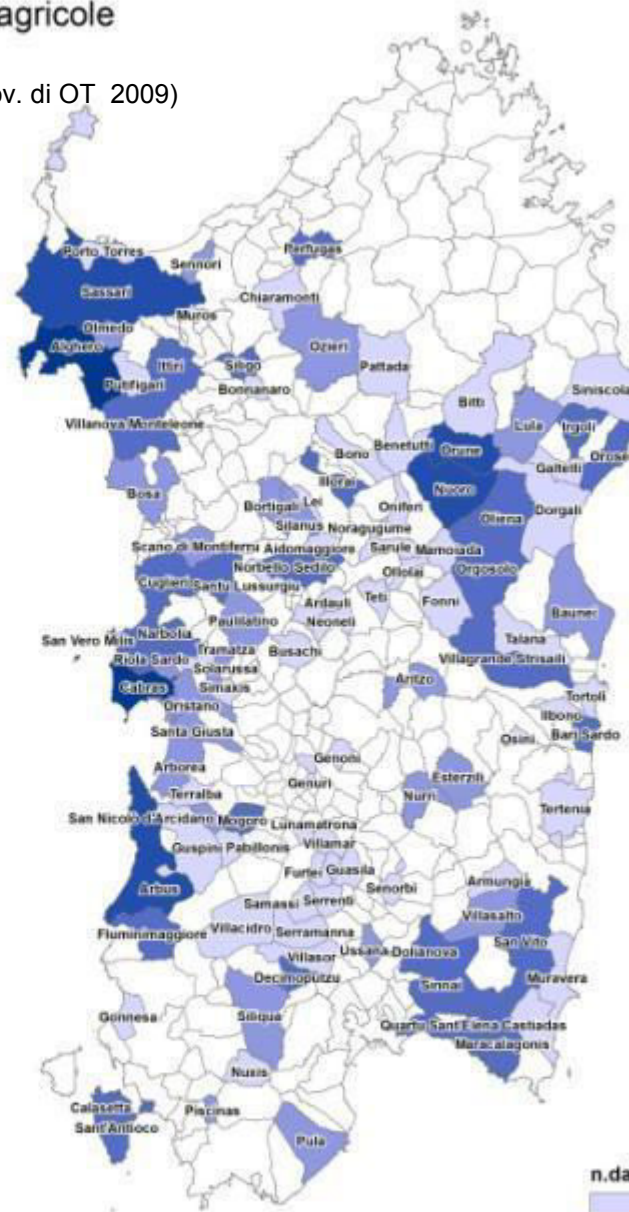 agricole
ov. di OT 2009)
Porto Torres
Sennori
Perfugas
Sassari
Chiaramonti
Muros
Olmedo
Alghero
Ittiri
Siligo
Ozieri
Pattada
Putifigari
Bonnanaro
Siniscola
Bitti
Villanova Monteleone
Lula
Irgoli
Benetutti
Orune
Orose
Bono
Galtelli
Illorai
Nuoro
Bosa
Bortigali
Lei
Oniferi
Oliena
Dorgali
Silanus
Noragugume
Scano di Montiferru
Aidomaggiore
Sarule
Mamoiada
Norbello
Sedilo
Ollolai
Orgosolo
Cuglieri
Santu Lussurgiu
Ardauli
Teti
Fonni
Baunei
Paulilatino
Neoneli
San Vero Milis
Narbolia
Talana
Tramatza
Busachi
Riola Sardo
Villagrande Strisaili
Solarussa
Cabras
Simaxis
Aritzo
Oristano
Tortolì
Ilbono
Santa Giusta
Osini
Bari Sardo
Genoni
Arborea
Esterzili
Genuri
Terralba
Nurri
Tertenia
San Nicolo d'Arcidano
Mogoro
Lunamatrona
Guspini
Pabillonis
Villamar
Furtei
Guasila
Arbus
Senorbi
Armungia
Samassi
Serrenti
Villasalto
Fluminimaggiore
Villacidro
Serramanna
San Vito
Ussana
Dolianova
Villasor
Decimoputzu
Muravera
Sinnai
Gonnesa
Siliqua
Quartu Sant'Elena
Castiadas
Maracalagonis
Nuxis
Calasetta
Piscinas
Sant'Antioco
Pula
n.da